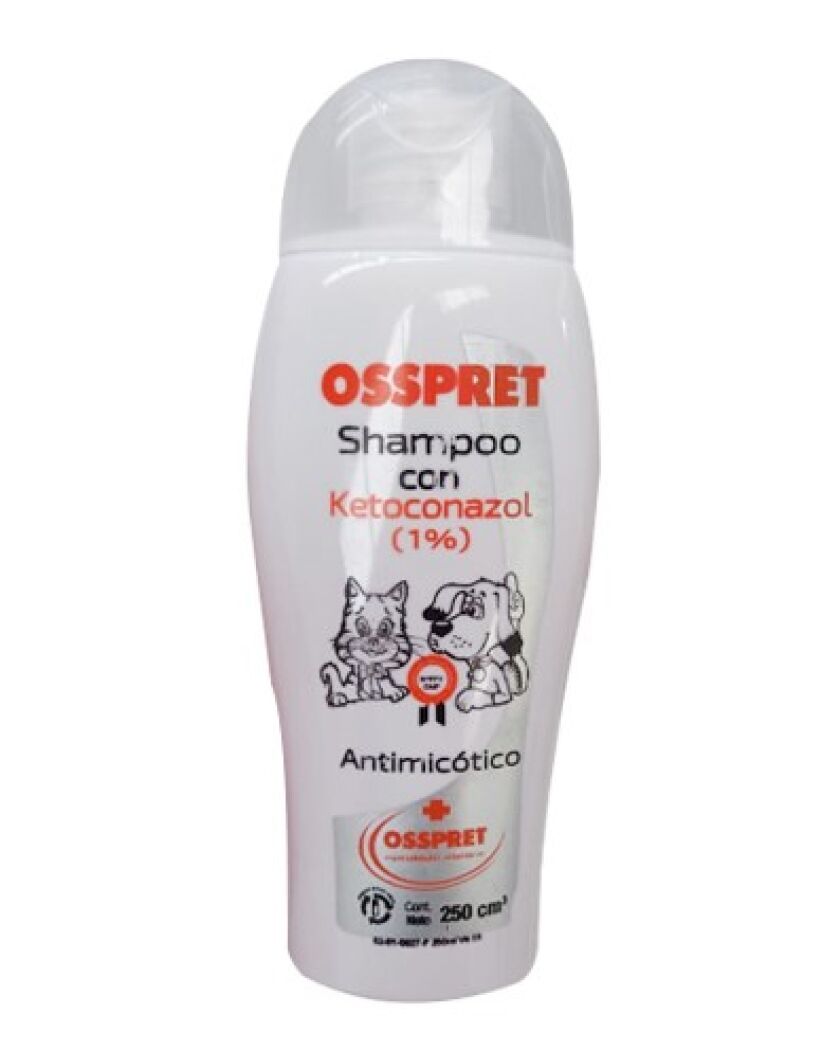 OSSPRET
Shampoo
con
Ketoconazol
(1%)
Antimicótico
OSSPRET
Cont. 250 cm³
Neto